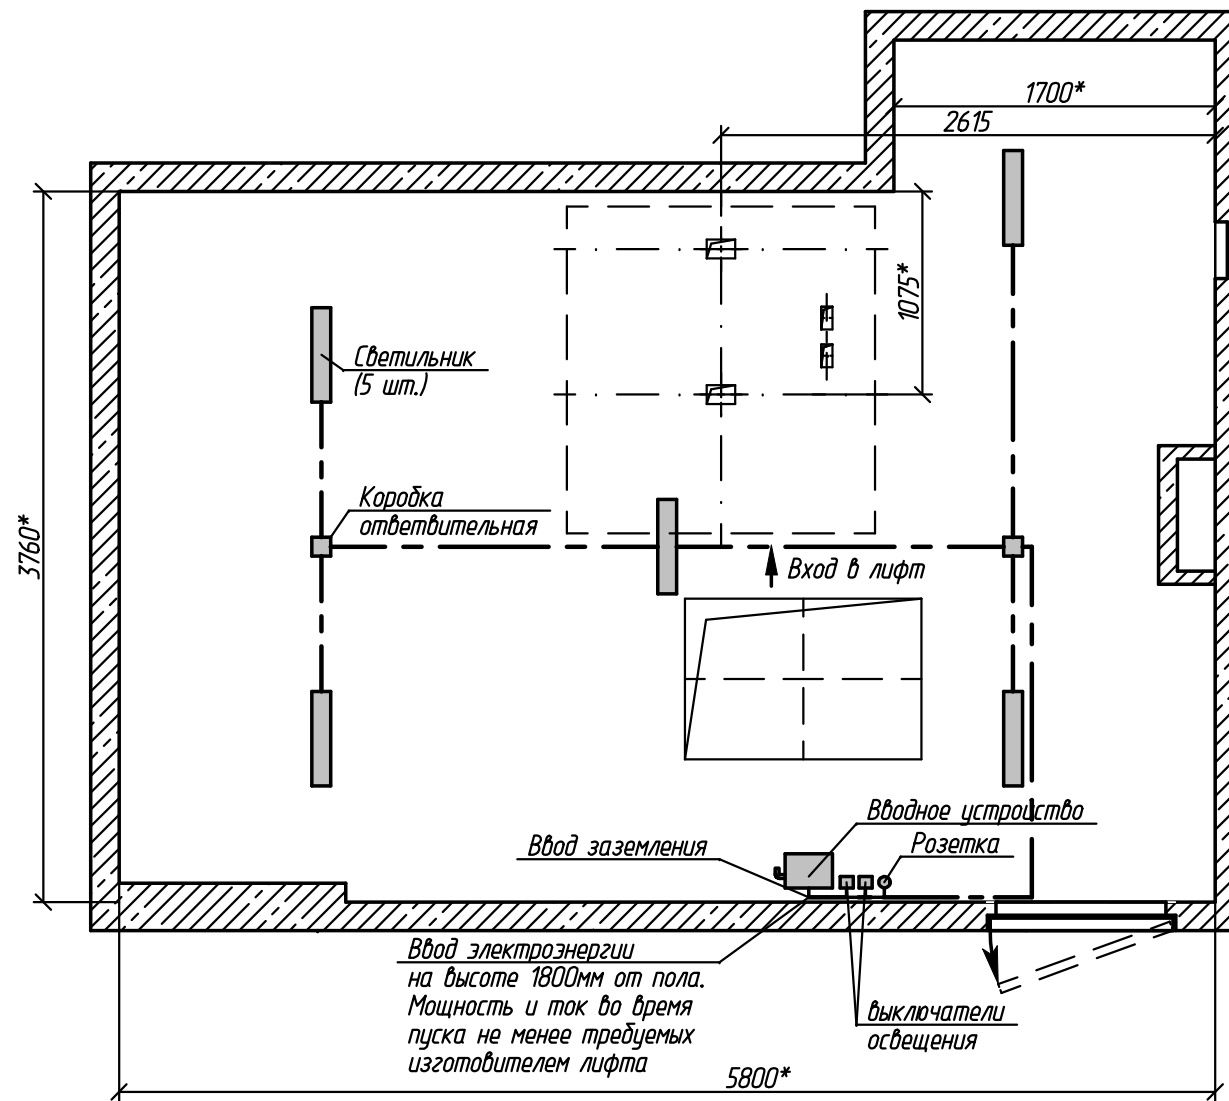 1700*
2615
1075*
Светильник
(5 шт.)
Коробка
ответвительная
3760*
Вход в лифт
Вводное устройство
Ввод заземления
Розетка
Ввод электроэнергии
на высоте 1800мм от пола.
Мощность и ток во время
пуска не менее требуемых
изготовителем лифта
выключатели
освещения
5800*